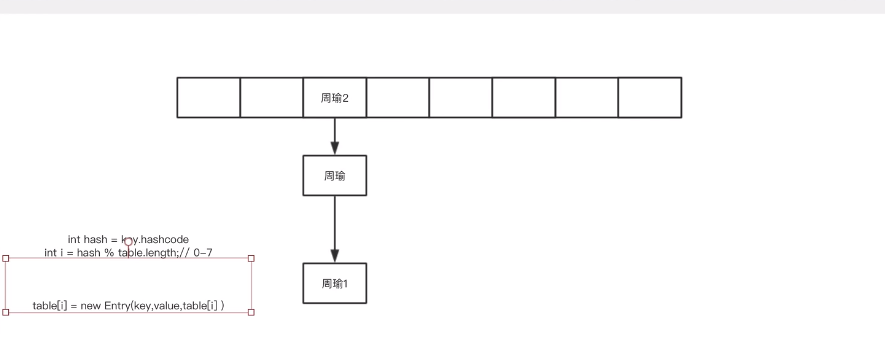 周瑜2
周瑜
周瑜1
int hash = key.hashcode
int i = hash % table.length;// 0-7
table[i] = new Entry(key,value,table[i] )